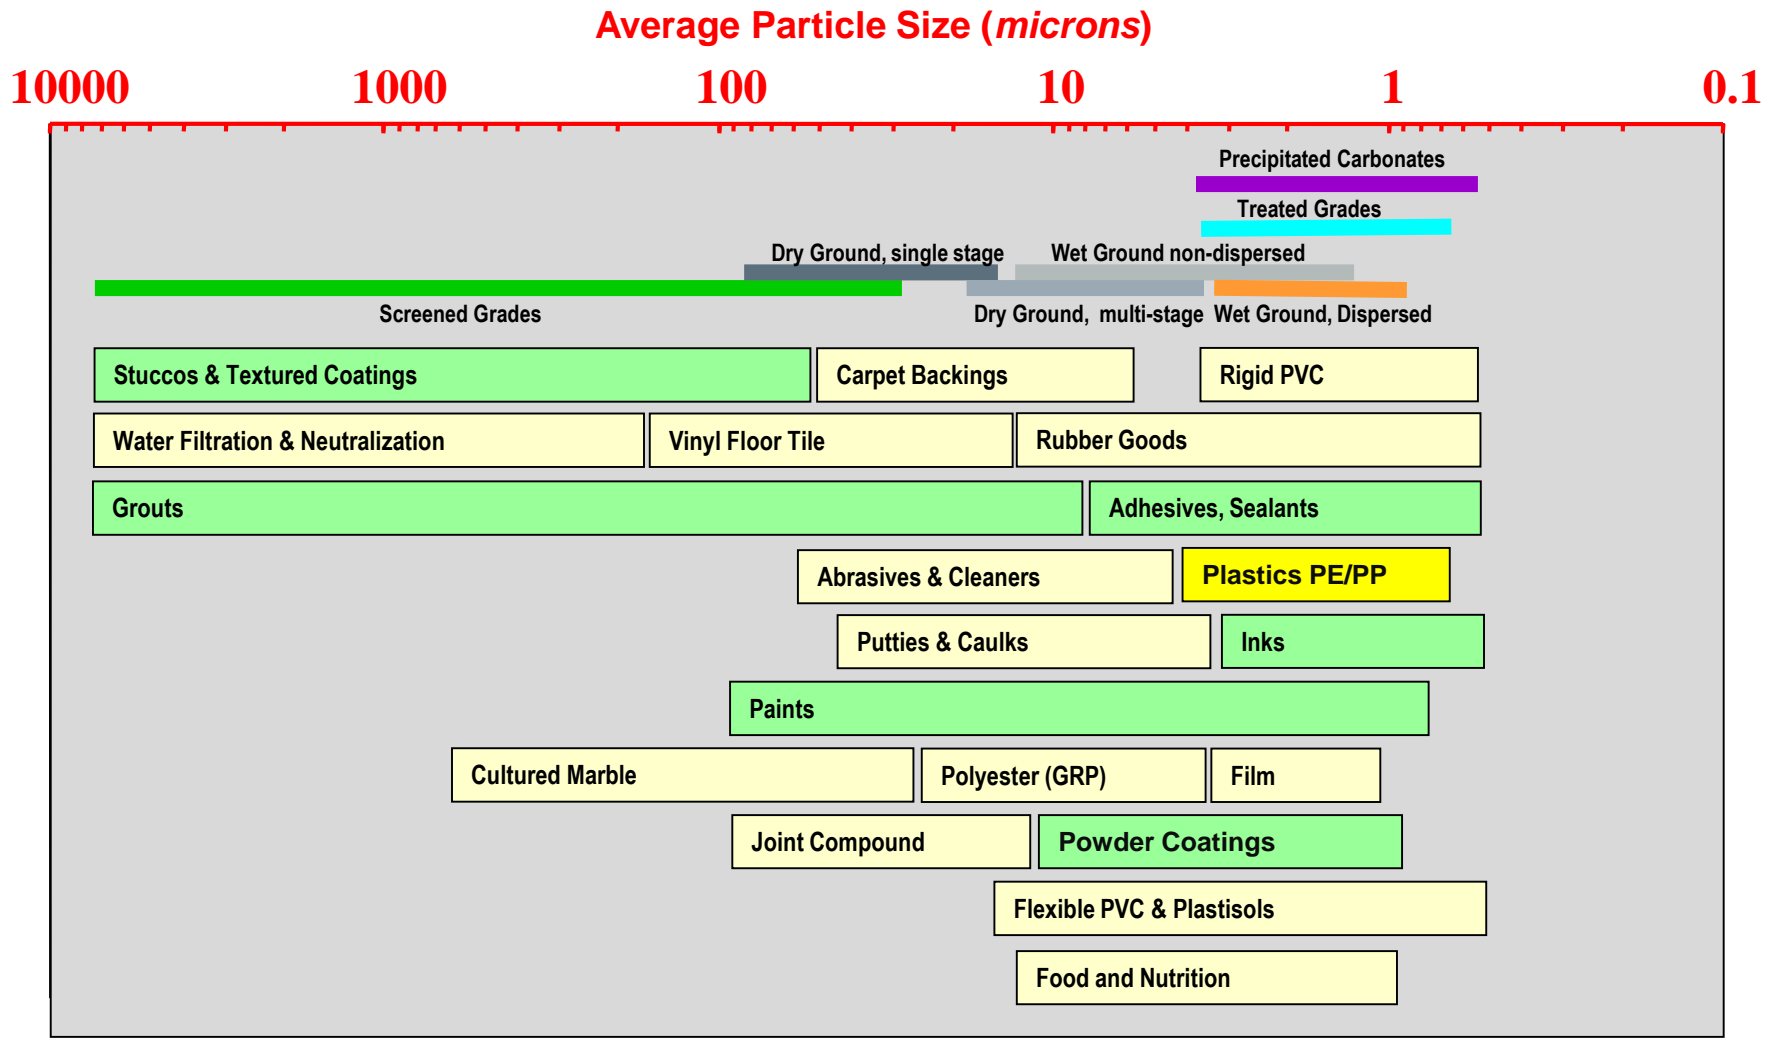 Average Particle Size (microns)
10000 1000 100 10 1 0.1
Precipitated Carbonates
Treated Grades
Dry Ground, single stage Wet Ground non-dispersed
Screened Grades Dry Ground, multi-stage Wet Ground, Dispersed
Stuccos & Textured Coatings Carpet Backings Rigid PVC
Water Filtration & Neutralization Vinyl Floor Tile Rubber Goods
Grouts Adhesives, Sealants
Abrasives & Cleaners Plastics PE/PP
Putties & Caulks Inks
Paints
Cultured Marble Polyester (GRP) Film
Joint Compound Powder Coatings
Flexible PVC & Plastisols
Food and Nutrition